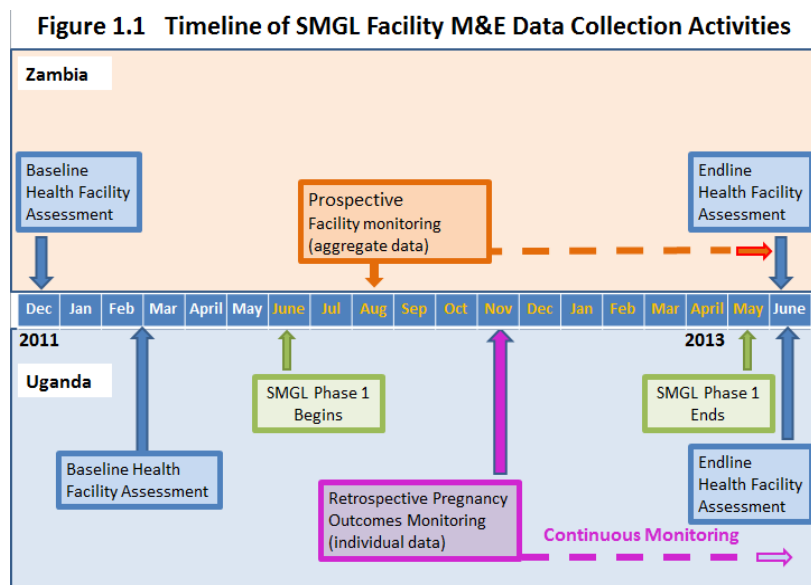 Figure 1.1 Timeline of SMGL Facility M&E Data Collection Activities
Zambia
Baseline
Health Facility
Assessment
Prospective
Facility monitoring
(aggregate data)
Endline
Health Facility
Assessment
Dec Jan Feb Mar April May June Jul Aug Sep Oct Nov Dec Jan Feb Mar April May June
2011 2013
Uganda
SMGL Phase 1
Begins
SMGL Phase 1
Ends
Baseline Health
Facility Assessment
Retrospective Pregnancy
Outcomes Monitoring
(individual data)
Endline
Health Facility
Assessment
Continuous Monitoring